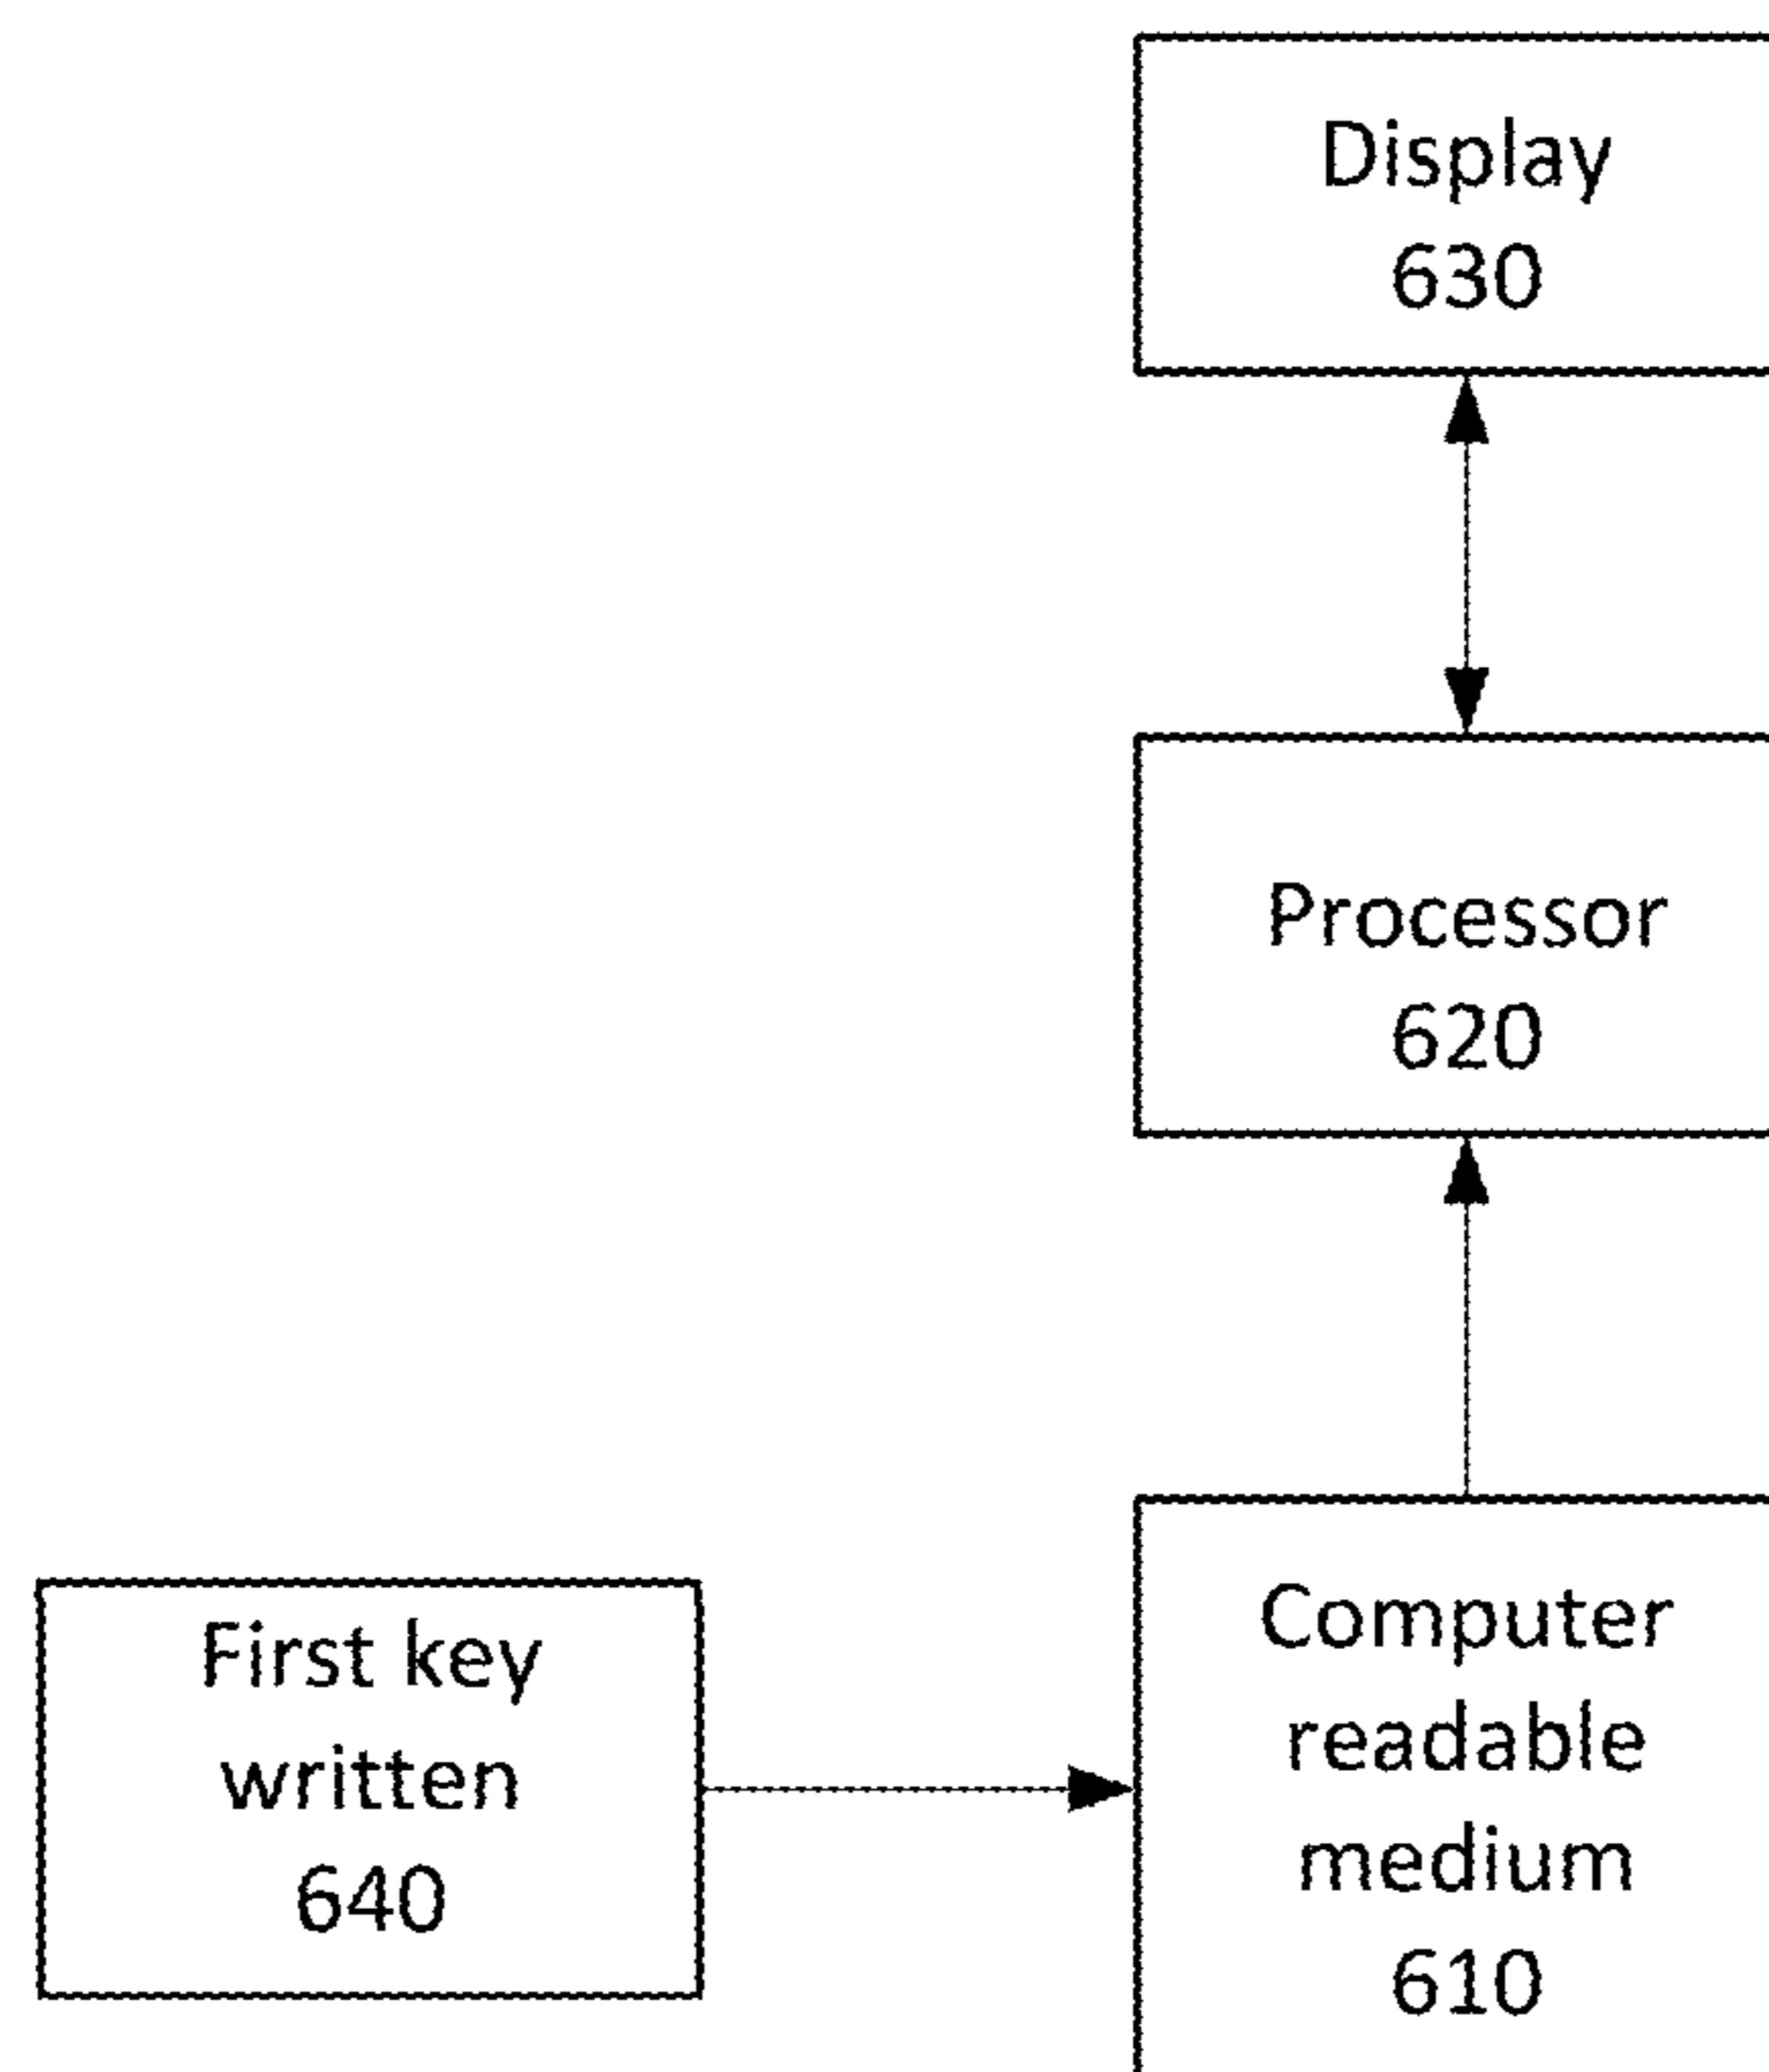 Display
630
Processor
620
First key
written
640
Computer
readable
medium
610